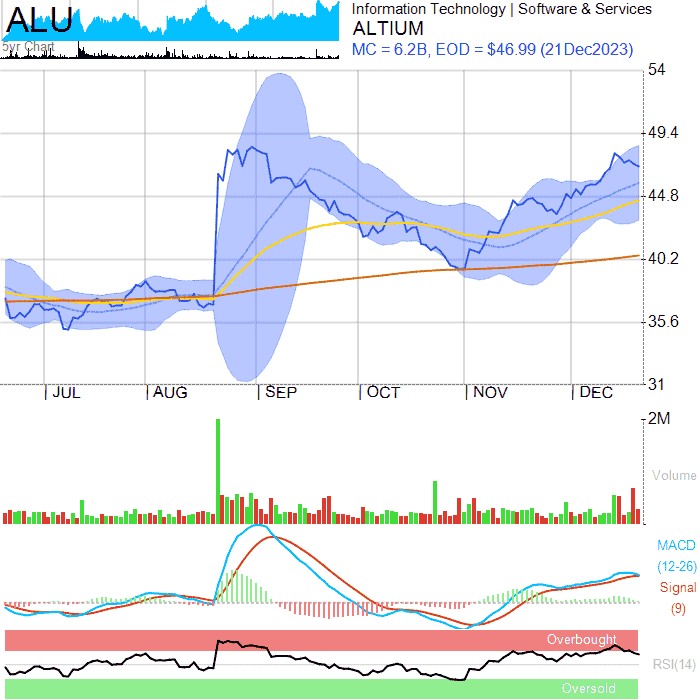 ALU
5yr Chart
Information Technology | Software & Services
ALTIUM
MC = 6.2B, EOD = $46.99 (21Dec2023)
54
49.4
44.8
40.2
35.6
31
| JUL | AUG | SEP | OCT | NOV | DEC
2M
Volume
MACD
(12-26)
Signal
(9)
Overbought
RSI(14)
Oversold